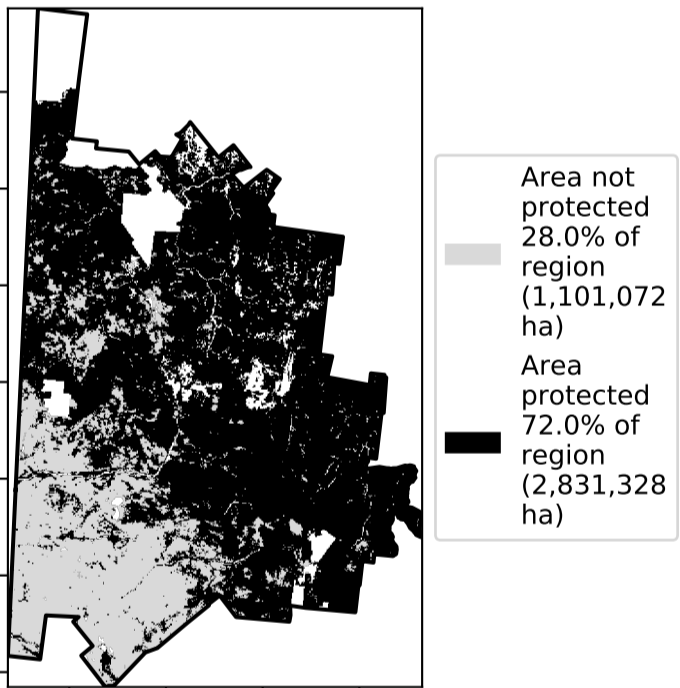 Area not
protected
28.0% of
region
(1,101,072
ha)
Area
protected
72.0% of
region
(2,831,328
ha)